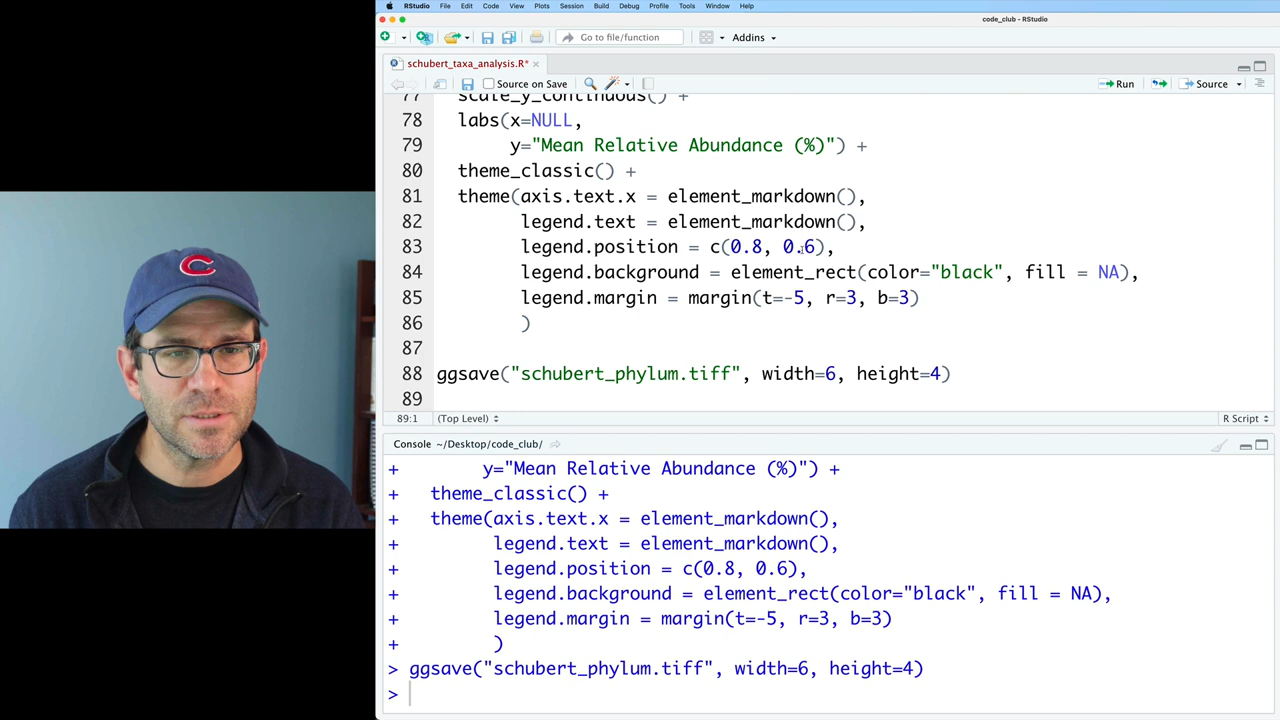 RStudio File Edit Code View Plots Session Build Debug Profile Tools Window Help
code_club - RStudio
Go to file/function Addins
schubert_taxa_analysis.R*
Source on Save Run Source
77 scale_y_continuous() +
78 labs(x=NULL,
79 y="Mean Relative Abundance (%)") +
80 theme_classic() +
81 theme(axis.text.x = element_markdown(),
82 legend.text = element_markdown(),
83 legend.position = c(0.8, 0.6),
84 legend.background = element_rect(color="black", fill = NA),
85 legend.margin = margin(t=-5, r=3, b=3)
86 )
87
88 ggsave("schubert_phylum.tiff", width=6, height=4)
89
89:1 (Top Level) R Script
Console ~/Desktop/code_club/
+ y="Mean Relative Abundance (%)") +
+ theme_classic() +
+ theme(axis.text.x = element_markdown(),
+ legend.text = element_markdown(),
+ legend.position = c(0.8, 0.6),
+ legend.background = element_rect(color="black", fill = NA),
+ legend.margin = margin(t=-5, r=3, b=3)
+ )
> ggsave("schubert_phylum.tiff", width=6, height=4)
>
C